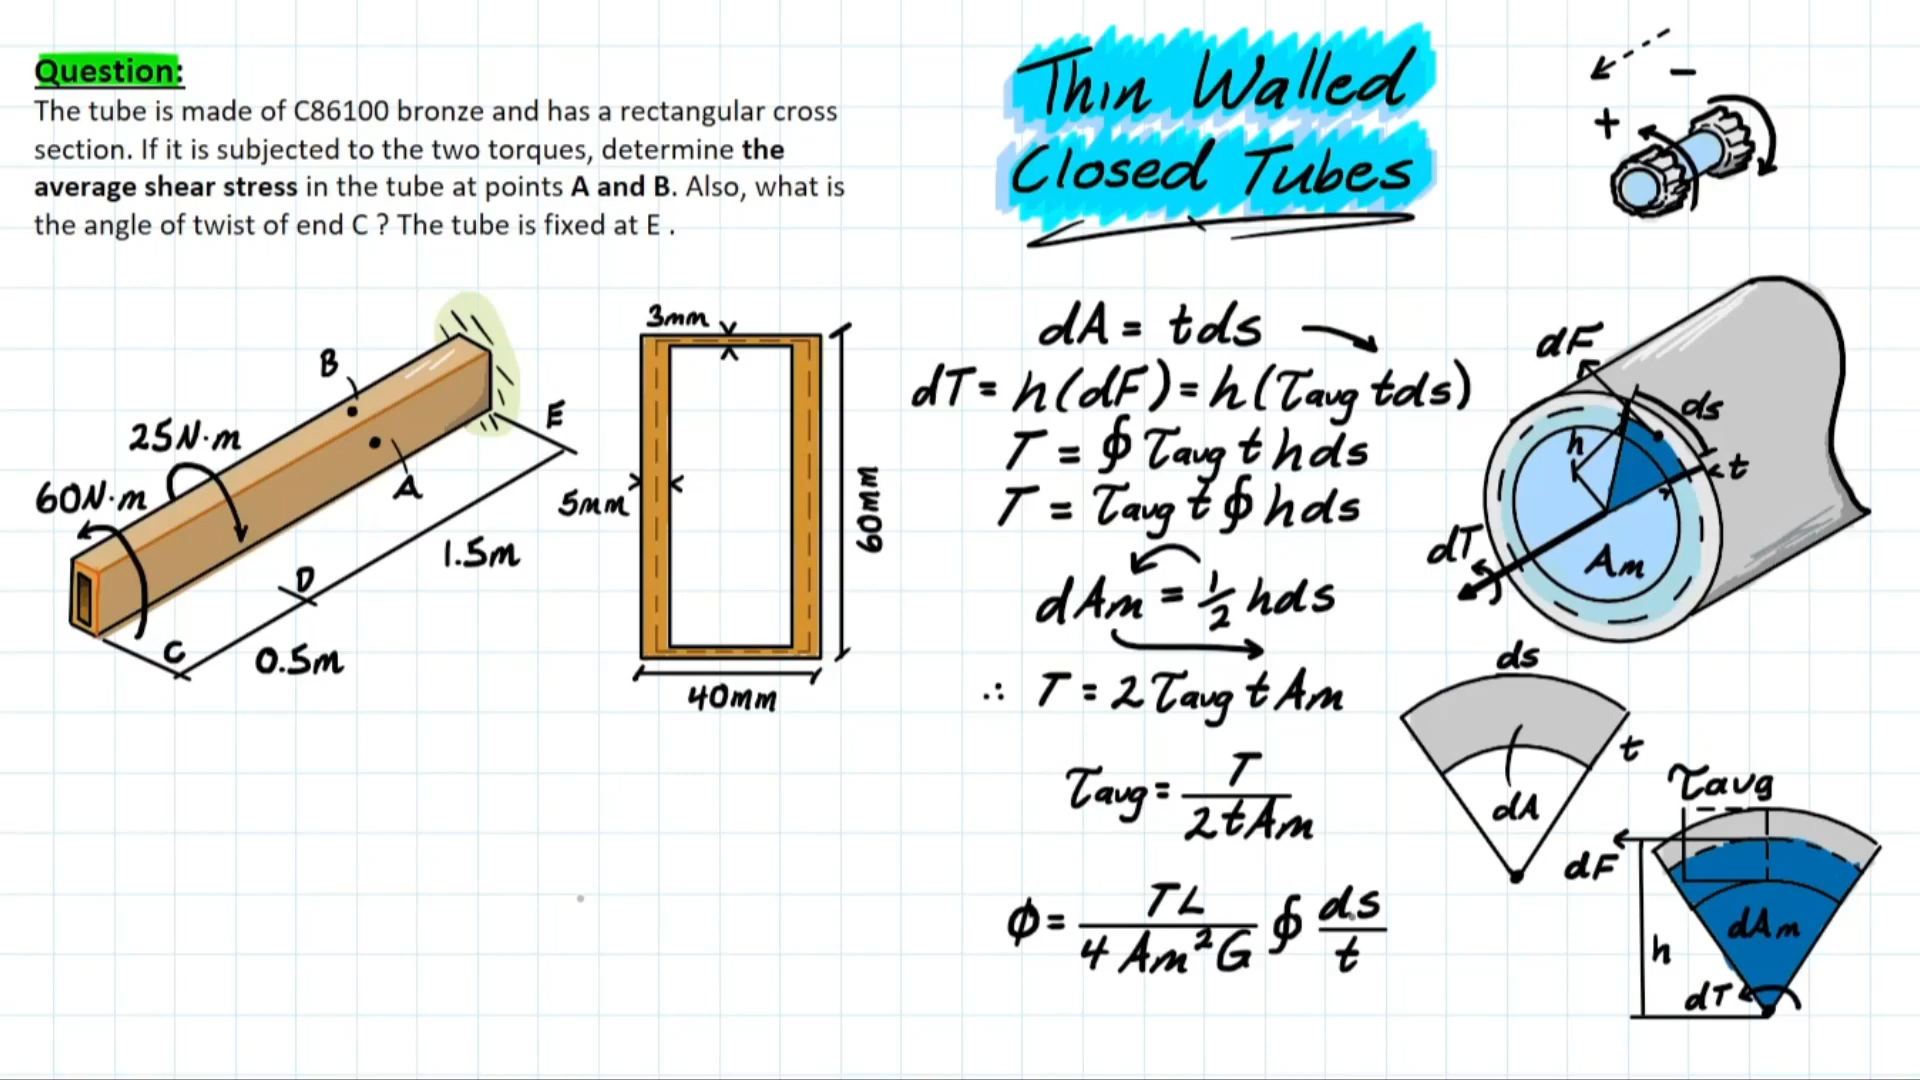 Question:
The tube is made of C86100 bronze and has a rectangular cross
section. If it is subjected to the two torques, determine the
average shear stress in the tube at points A and B. Also, what is
the angle of twist of end C ? The tube is fixed at E .
Thin Walled
Closed Tubes
-
+
B
25N·m
60N·m
A
E
D
C
1.5m
0.5m
3mm
5mm
60mm
40mm
dA = tds
dT = h(dF) = h(τavg tds)
T = ∮ τavg t hds
T = τavg t ∮ hds
dAm = 1/2 hds
∴ T = 2 τavg t Am
τavg = T / 2tAm
ϕ = TL / 4Am²G ∮ ds / t
dF
ds
h
t
dT
Am
ds
t
dA
τavg
dF
dAm
h
dT